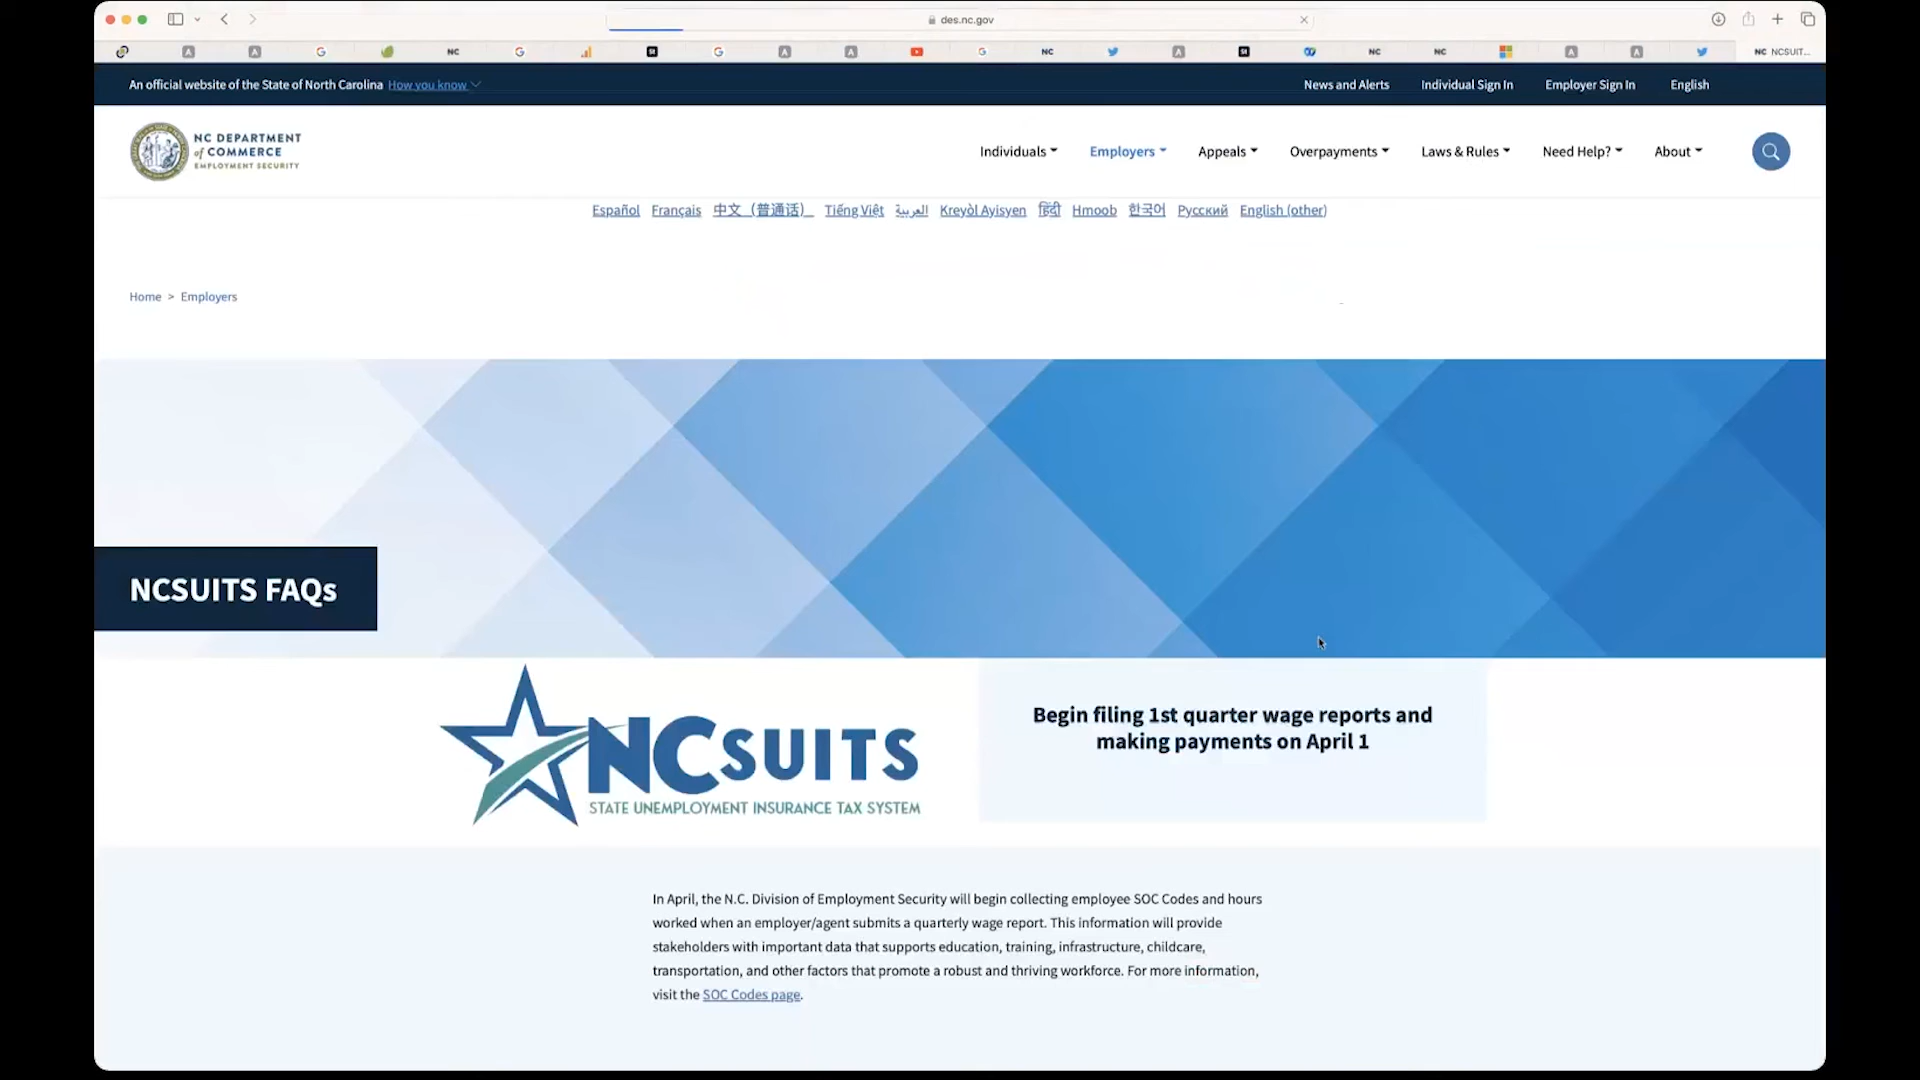 des.nc.gov
NC NCSUIT...
An official website of the State of North Carolina How you know
News and Alerts Individual Sign In Employer Sign In English
NC DEPARTMENT
of COMMERCE
EMPLOYMENT SECURITY
Individuals Employers Appeals Overpayments Laws & Rules Need Help? About
Español Français 中文（普通话） Tiếng Việt العربية Kreyòl Ayisyen हिंदी Hmoob 한국어 Русский English (other)
Home > Employers
NCSUITS FAQs
NCSUITS
STATE UNEMPLOYMENT INSURANCE TAX SYSTEM
Begin filing 1st quarter wage reports and
making payments on April 1
In April, the N.C. Division of Employment Security will begin collecting employee SOC Codes and hours
worked when an employer/agent submits a quarterly wage report. This information will provide
stakeholders with important data that supports education, training, infrastructure, childcare,
transportation, and other factors that promote a robust and thriving workforce. For more information,
visit the SOC Codes page.